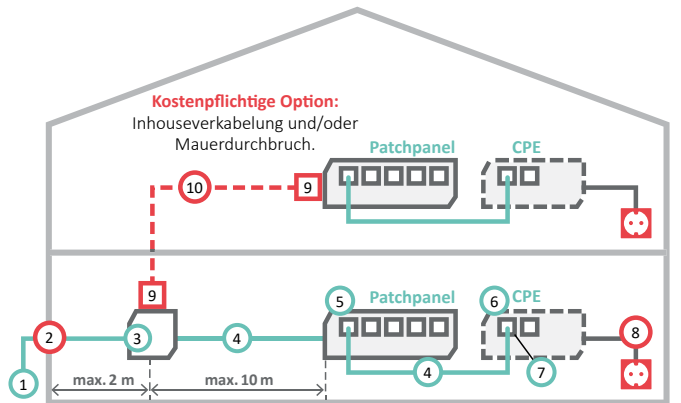 Kostenpflichtige Option:
Inhouseverkabelung und/oder
Mauerdurchbruch.
Patchpanel
CPE
10
9
9
5
Patchpanel
6
CPE
2
3
4
8
1
4
7
max. 2 m
max. 10 m